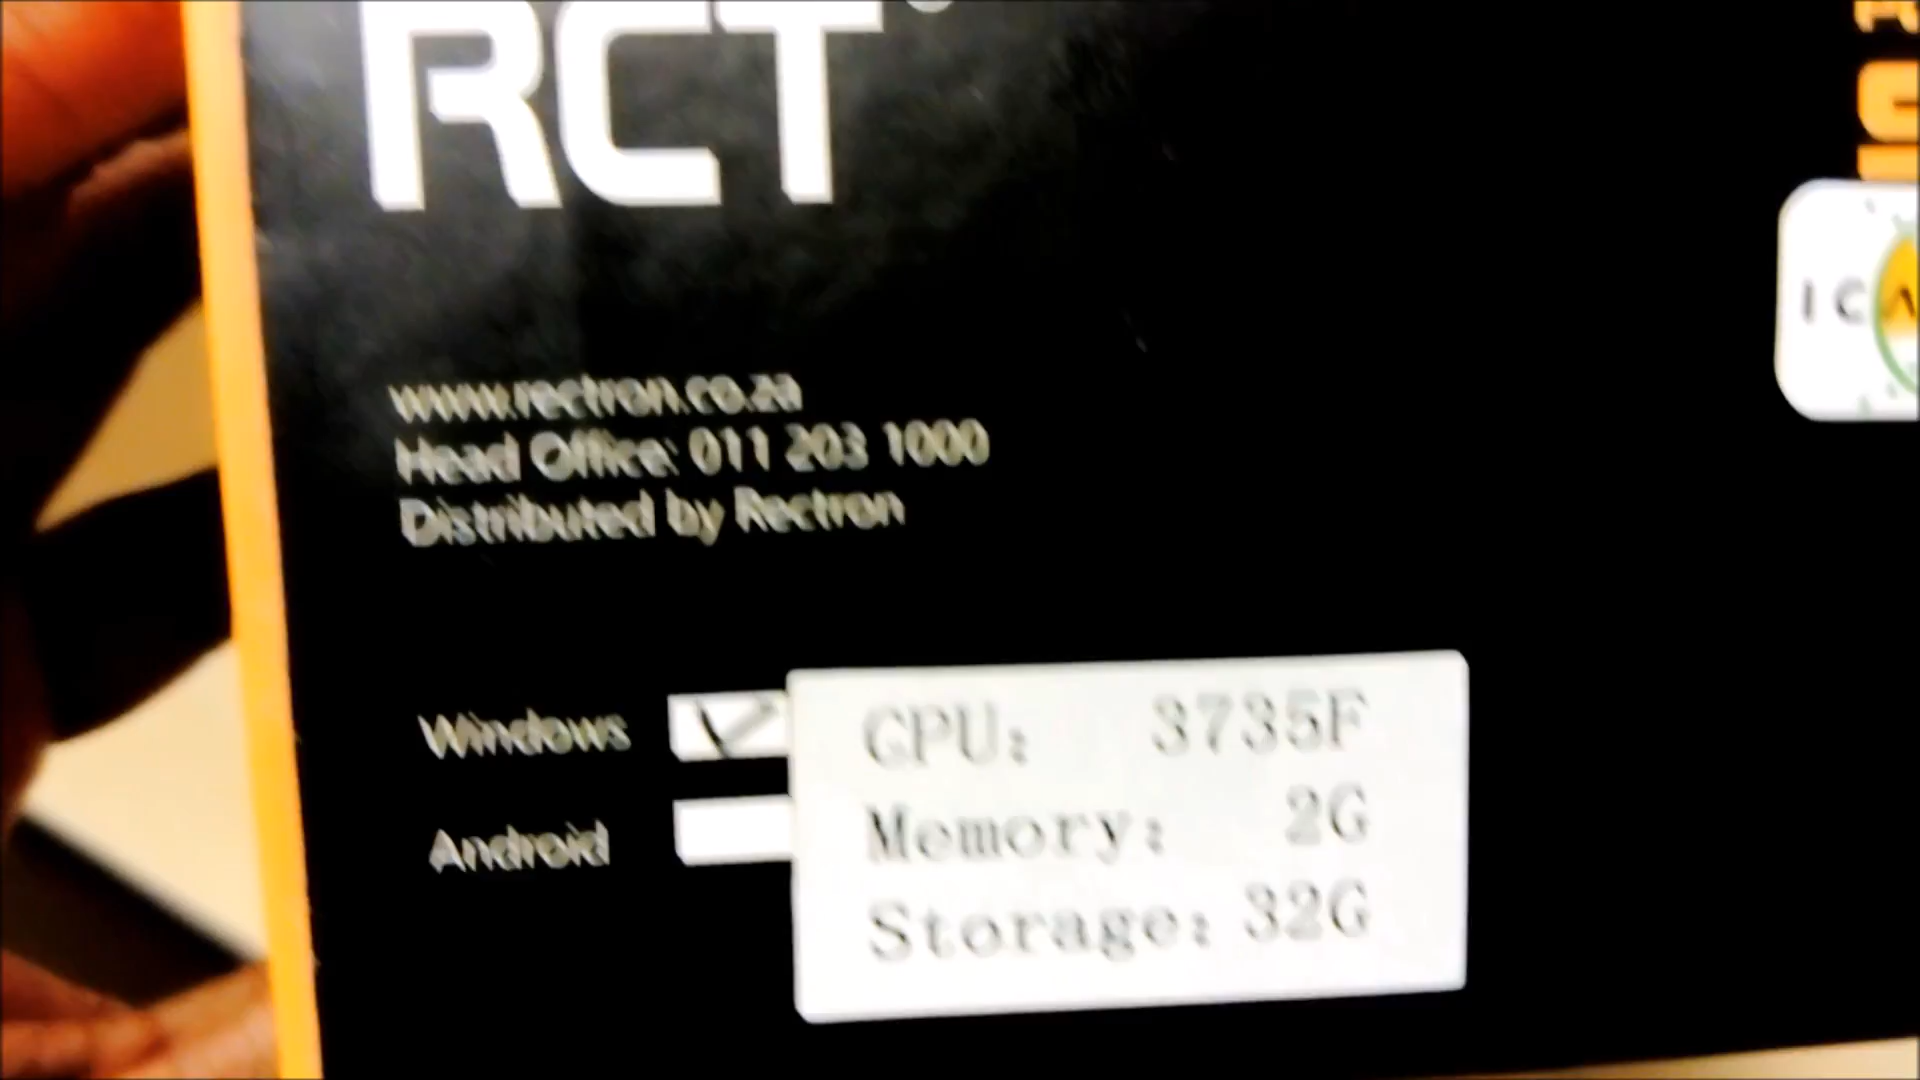 RCT
www.rectron.co.za
Head Office: 011 203 1000
Distributed by Rectron
Windows
Android
CPU: 3735F
Memory: 2G
Storage: 32G
ICA